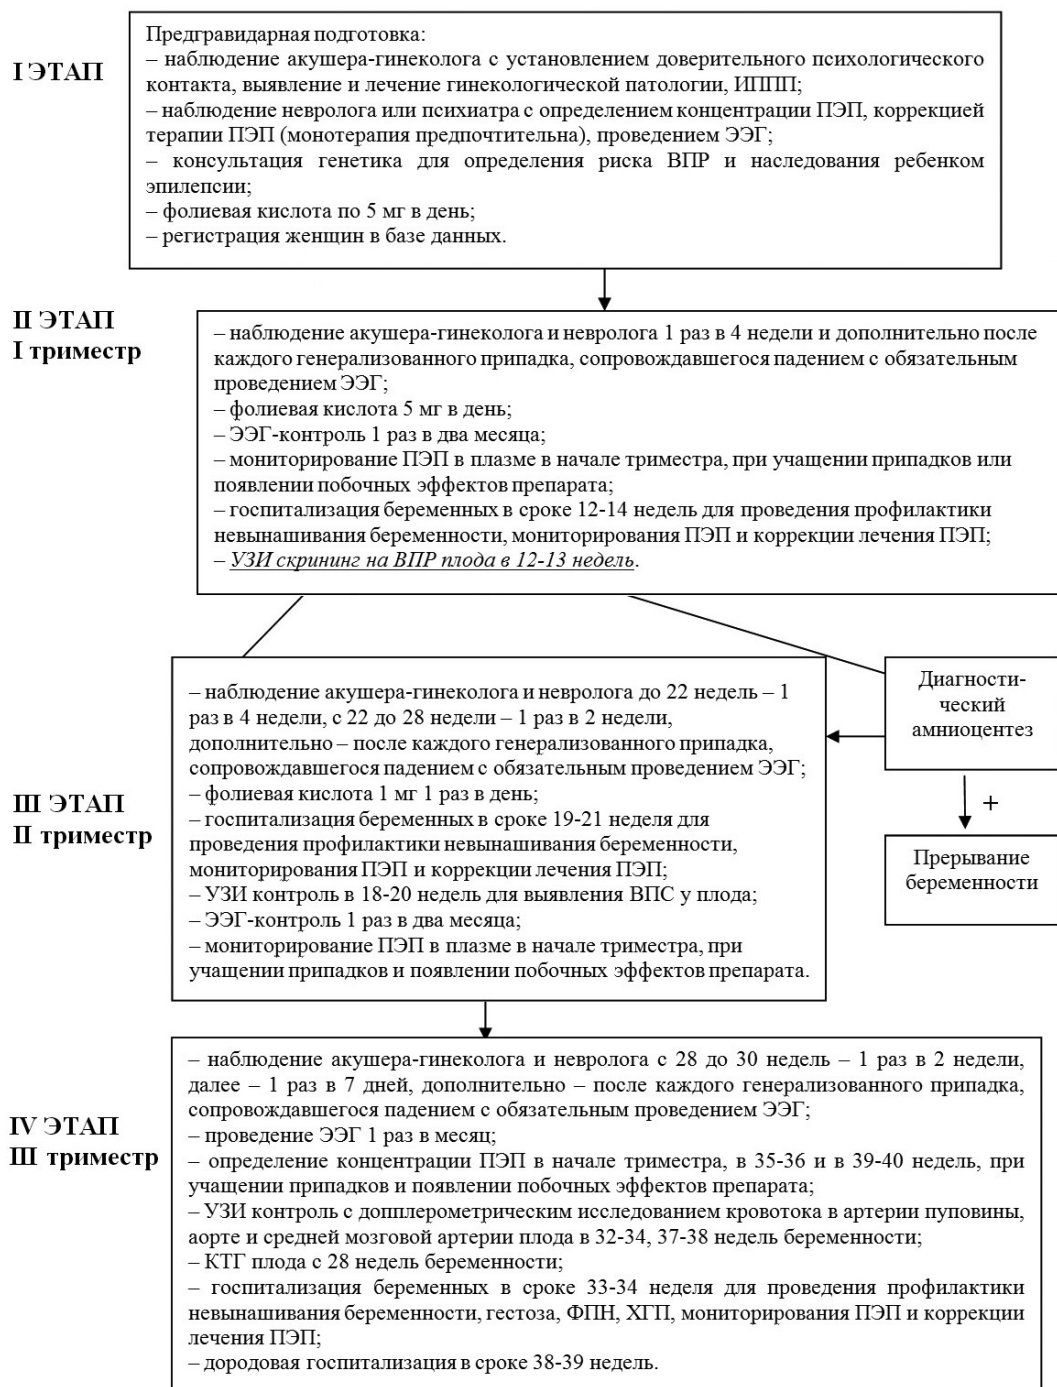 I ЭТАП
Предгравидарная подготовка:
– наблюдение акушера-гинеколога с установлением доверительного психологического
контакта, выявление и лечение гинекологической патологии, ИППП;
– наблюдение невролога или психиатра с определением концентрации ПЭП, коррекцией
терапии ПЭП (монотерапия предпочтительна), проведением ЭЭГ;
– консультация генетика для определения риска ВПР и наследования ребенком
эпилепсии;
– фолиевая кислота по 5 мг в день;
– регистрация женщин в базе данных.
II ЭТАП
I триместр
– наблюдение акушера-гинеколога и невролога 1 раз в 4 недели и дополнительно после
каждого генерализованного припадка, сопровождавшегося падением с обязательным
проведением ЭЭГ;
– фолиевая кислота 5 мг в день;
– ЭЭГ-контроль 1 раз в два месяца;
– мониторирование ПЭП в плазме в начале триместра, при учащении припадков или
появлении побочных эффектов препарата;
– госпитализация беременных в сроке 12-14 недель для проведения профилактики
невынашивания беременности, мониторирования ПЭП и коррекции лечения ПЭП;
– УЗИ скрининг на ВПР плода в 12-13 недель.
III ЭТАП
II триместр
– наблюдение акушера-гинеколога и невролога до 22 недель – 1
раз в 4 недели, с 22 до 28 недели – 1 раз в 2 недели,
дополнительно – после каждого генерализованного припадка,
сопровождавшегося падением с обязательным проведением ЭЭГ;
– фолиевая кислота 1 мг 1 раз в день;
– госпитализация беременных в сроке 19-21 неделя для
проведения профилактики невынашивания беременности,
мониторирования ПЭП и коррекции лечения ПЭП;
– УЗИ контроль в 18-20 недель для выявления ВПС у плода;
– ЭЭГ-контроль 1 раз в два месяца;
– мониторирование ПЭП в плазме в начале триместра, при
учащении припадков и появлении побочных эффектов препарата.
Диагности-
ческий
амниоцентез
+
Прерывание
беременности
IV ЭТАП
III триместр
– наблюдение акушера-гинеколога и невролога с 28 до 30 недель – 1 раз в 2 недели,
далее – 1 раз в 7 дней, дополнительно – после каждого генерализованного припадка,
сопровождавшегося падением с обязательным проведением ЭЭГ;
– проведение ЭЭГ 1 раз в месяц;
– определение концентрации ПЭП в начале триместра, в 35-36 и в 39-40 недель, при
учащении припадков и появлении побочных эффектов препарата;
– УЗИ контроль с допплерометрическим исследованием кровотока в артерии пуповины,
аорте и средней мозговой артерии плода в 32-34, 37-38 недель беременности;
– КТГ плода с 28 недель беременности;
– госпитализация беременных в сроке 33-34 неделя для проведения профилактики
невынашивания беременности, гестоза, ФПН, ХГП, мониторирования ПЭП и коррекции
лечения ПЭП;
– дородовая госпитализация в сроке 38-39 недель.